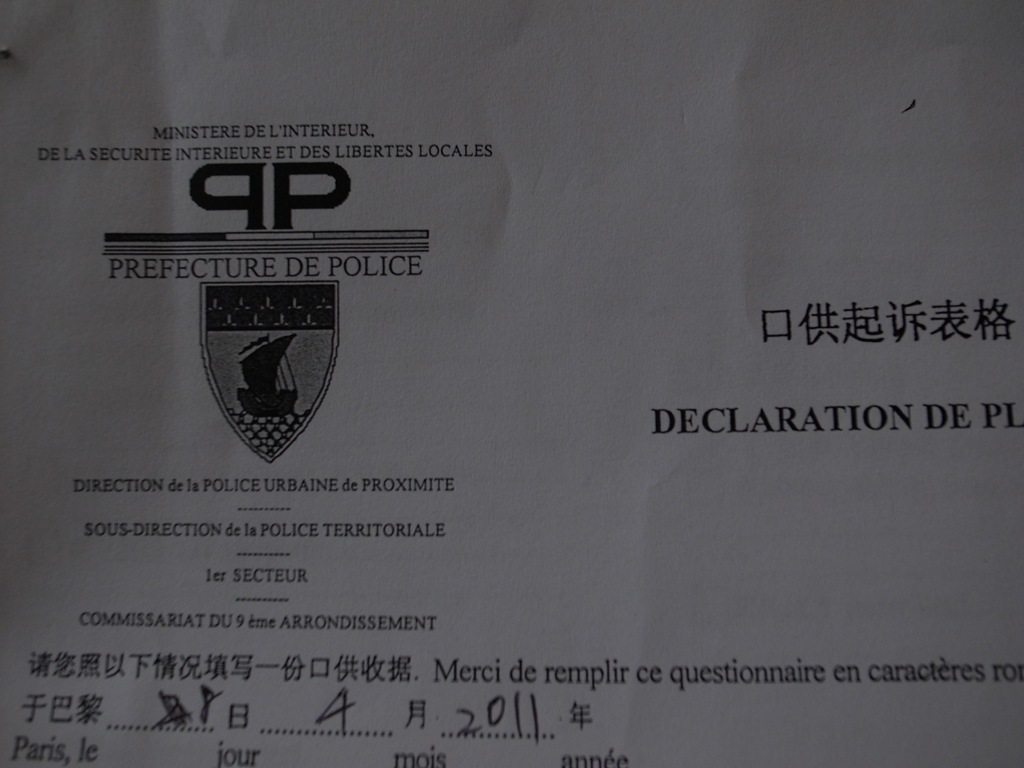 MINISTERE DE L'INTERIEUR,
DE LA SECURITE INTERIEURE ET DES LIBERTES LOCALES
PP
PREFECTURE DE POLICE
口供起诉表格
DECLARATION DE PL
DIRECTION de la POLICE URBAINE de PROXIMITE
----------
SOUS-DIRECTION de la POLICE TERRITORIALE
----------
1er SECTEUR
----------
COMMISSARIAT DU 9 ème ARRONDISSEMENT
请您照以下情况填写一份口供收据. Merci de remplir ce questionnaire en caractères ror
于巴黎 日 4 月 2011 年
Paris, le jour mois année